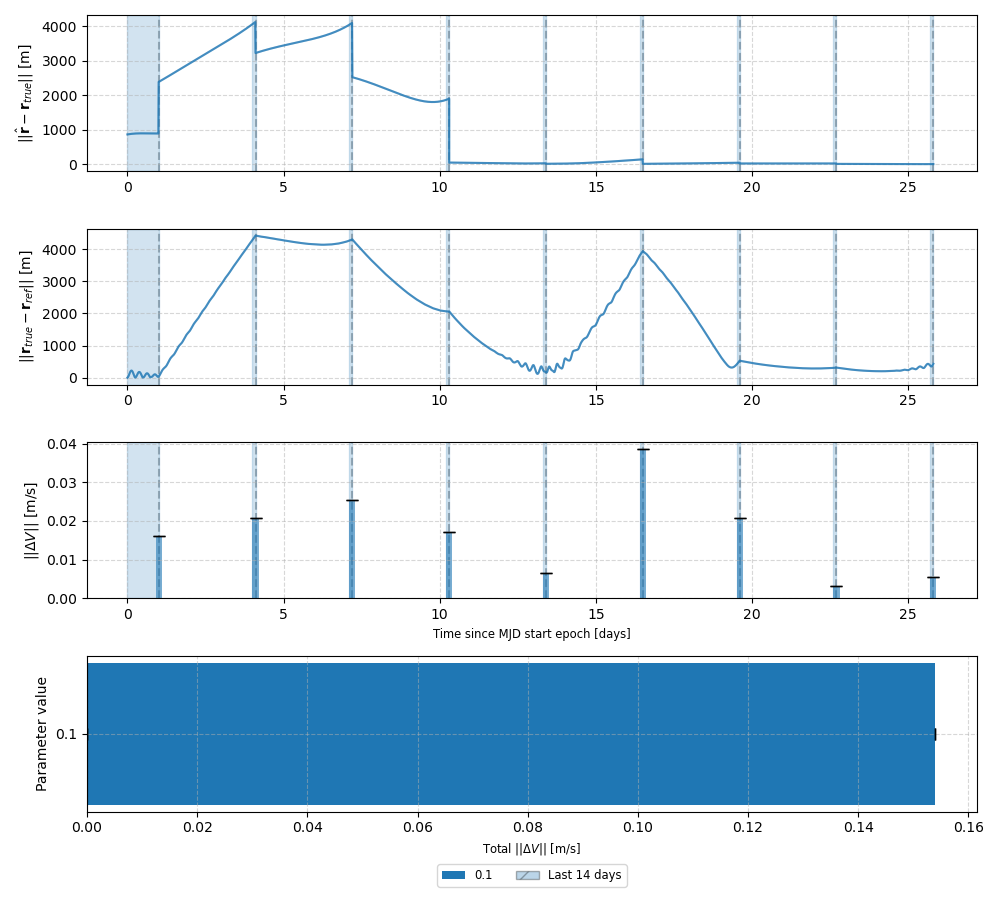 ||r̂ − r_true|| [m]
4000
3000
2000
1000
0
0 5 10 15 20 25
||r_true − r_ref|| [m]
4000
3000
2000
1000
0
0 5 10 15 20 25
||ΔV|| [m/s]
0.04
0.03
0.02
0.01
0.00
0 5 10 15 20 25
Time since MJD start epoch [days]
Parameter value
0.1
0.00 0.02 0.04 0.06 0.08 0.10 0.12 0.14 0.16
Total ||ΔV|| [m/s]
0.1 Last 14 days